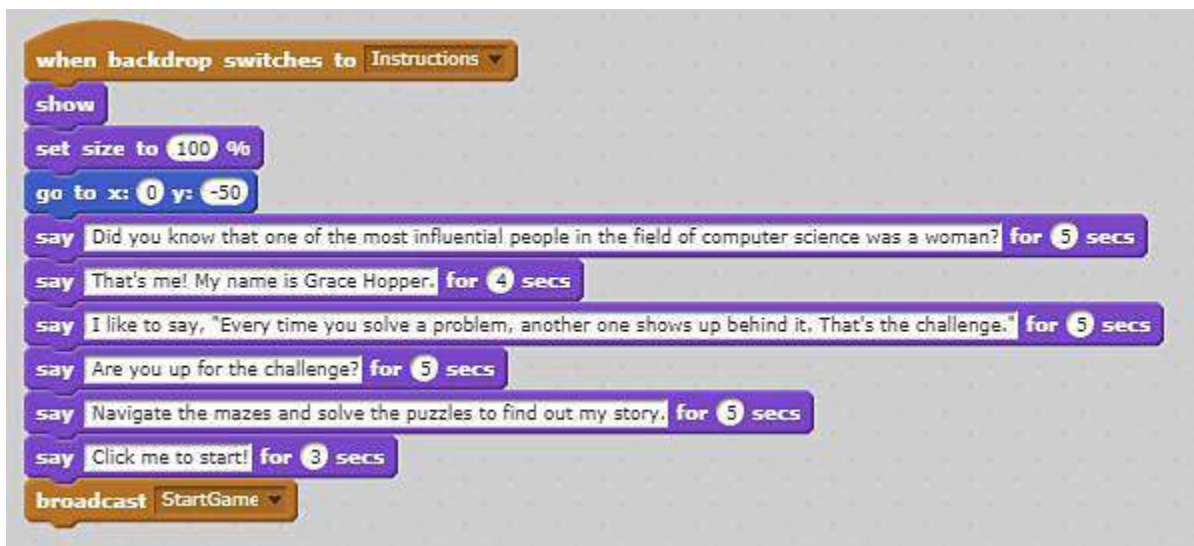 when backdrop switches to Instructions
show
set size to 100 %
go to x: 0 y: -50
say Did you know that one of the most influential people in the field of computer science was a woman? for 5 secs
say That's me! My name is Grace Hopper. for 4 secs
say I like to say, "Every time you solve a problem, another one shows up behind it. That's the challenge." for 5 secs
say Are you up for the challenge? for 5 secs
say Navigate the mazes and solve the puzzles to find out my story. for 5 secs
say Click me to start! for 3 secs
broadcast StartGame